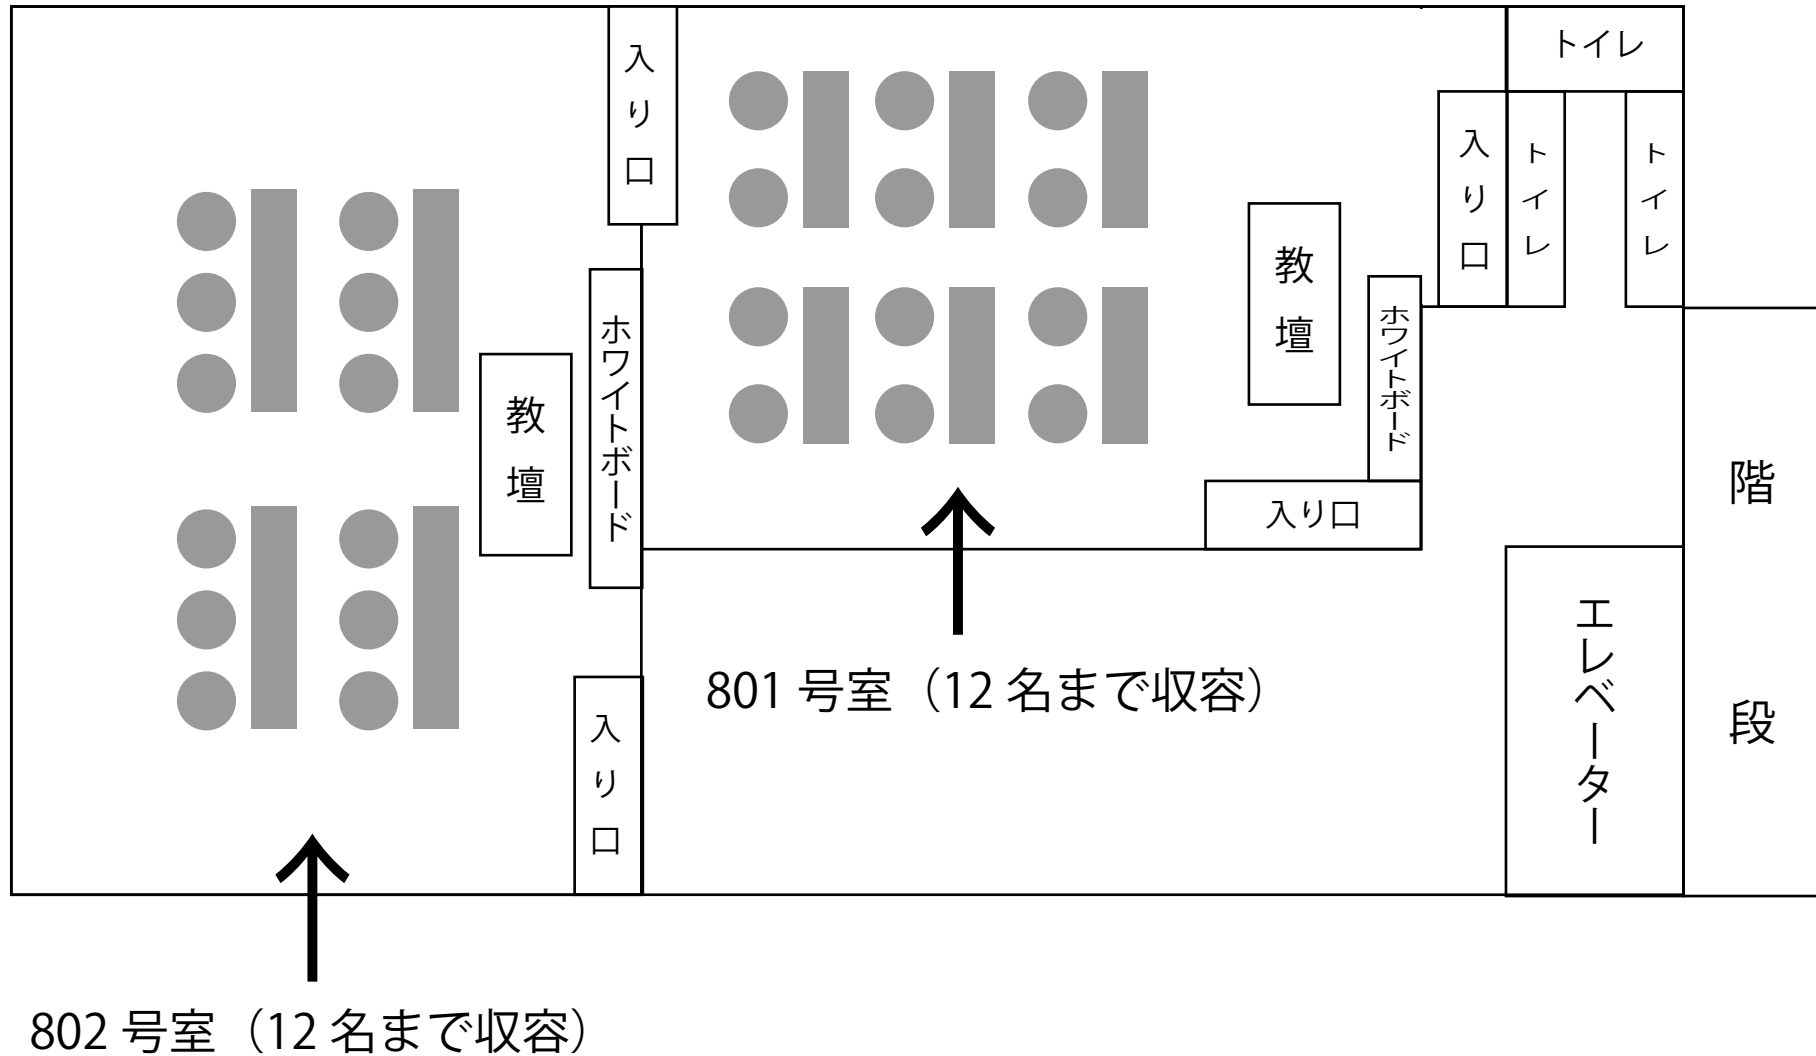 入り口
トイレ
入り口
トイレ
トイレ
教壇
ホワイトボード
ホワイトボード
教壇
入り口
階段
エレベーター
801 号室（12 名まで収容）
入り口
802 号室（12 名まで収容）